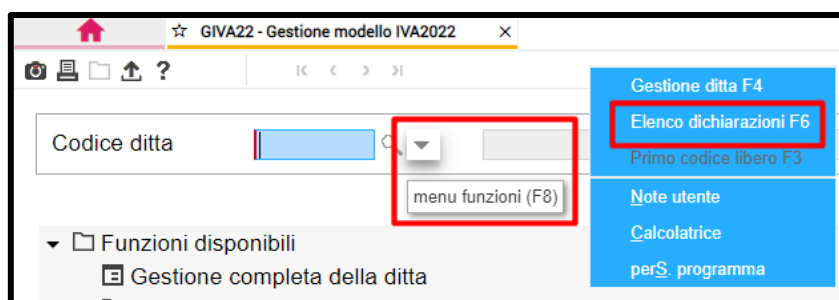 GIVA22 - Gestione modello IVA2022
Codice ditta
menu funzioni (F8)
Gestione ditta F4
Elenco dichiarazioni F6
Primo codice libero F3
Note utente
Calcolatrice
perS. programma
Funzioni disponibili
Gestione completa della ditta